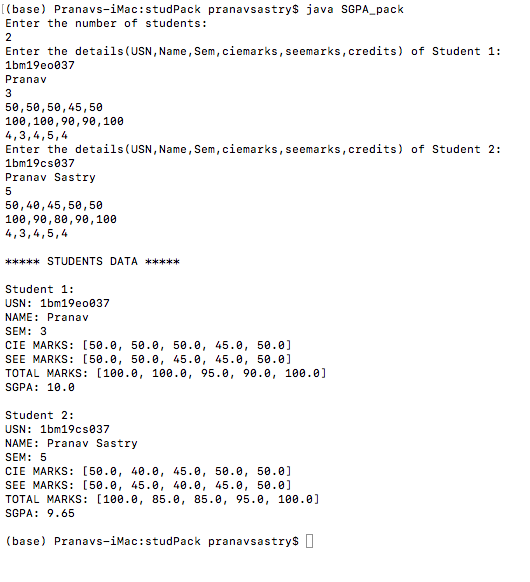 (base) Pranavs-iMac:studPack pranavsastry$ java SGPA_pack
Enter the number of students:
2
Enter the details(USN,Name,Sem,ciemarks,seemarks,credits) of Student 1:
1bm19eo037
Pranav
3
50,50,50,45,50
100,100,90,90,100
4,3,4,5,4
Enter the details(USN,Name,Sem,ciemarks,seemarks,credits) of Student 2:
1bm19cs037
Pranav Sastry
5
50,40,45,50,50
100,90,80,90,100
4,3,4,5,4
***** STUDENTS DATA *****
Student 1:
USN: 1bm19eo037
NAME: Pranav
SEM: 3
CIE MARKS: [50.0, 50.0, 50.0, 45.0, 50.0]
SEE MARKS: [50.0, 50.0, 45.0, 45.0, 50.0]
TOTAL MARKS: [100.0, 100.0, 95.0, 90.0, 100.0]
SGPA: 10.0
Student 2:
USN: 1bm19cs037
NAME: Pranav Sastry
SEM: 5
CIE MARKS: [50.0, 40.0, 45.0, 50.0, 50.0]
SEE MARKS: [50.0, 45.0, 40.0, 45.0, 50.0]
TOTAL MARKS: [100.0, 85.0, 85.0, 95.0, 100.0]
SGPA: 9.65
(base) Pranavs-iMac:studPack pranavsastry$